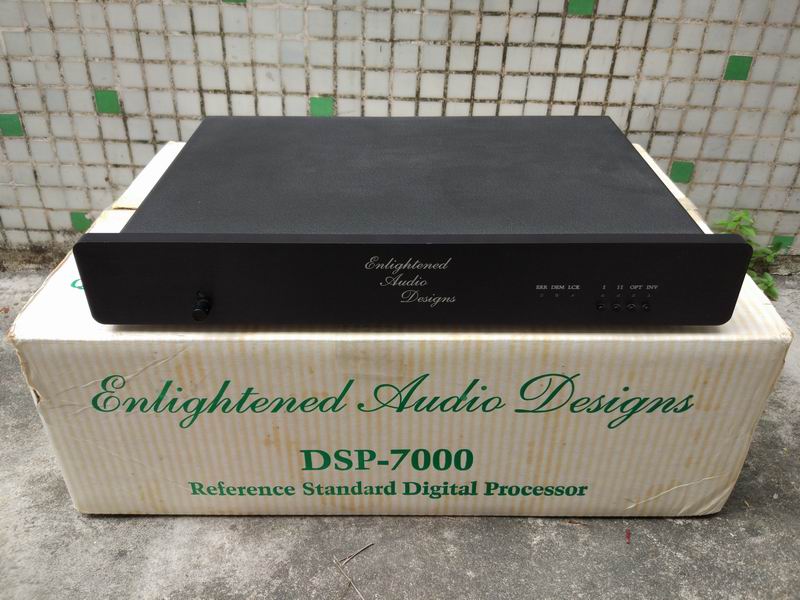 Enlightened
Audio
Designs
ERR DEM LCK I II OPT INV
Enlightened Audio Designs
DSP-7000
Reference Standard Digital Processor